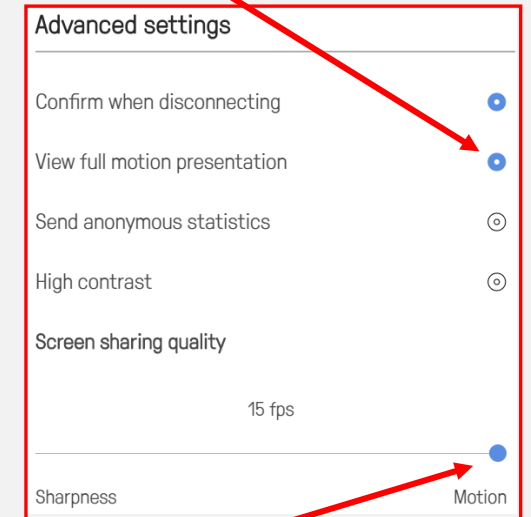 Advanced settings
Confirm when disconnecting
View full motion presentation
Send anonymous statistics
High contrast
Screen sharing quality
15 fps
Sharpness Motion